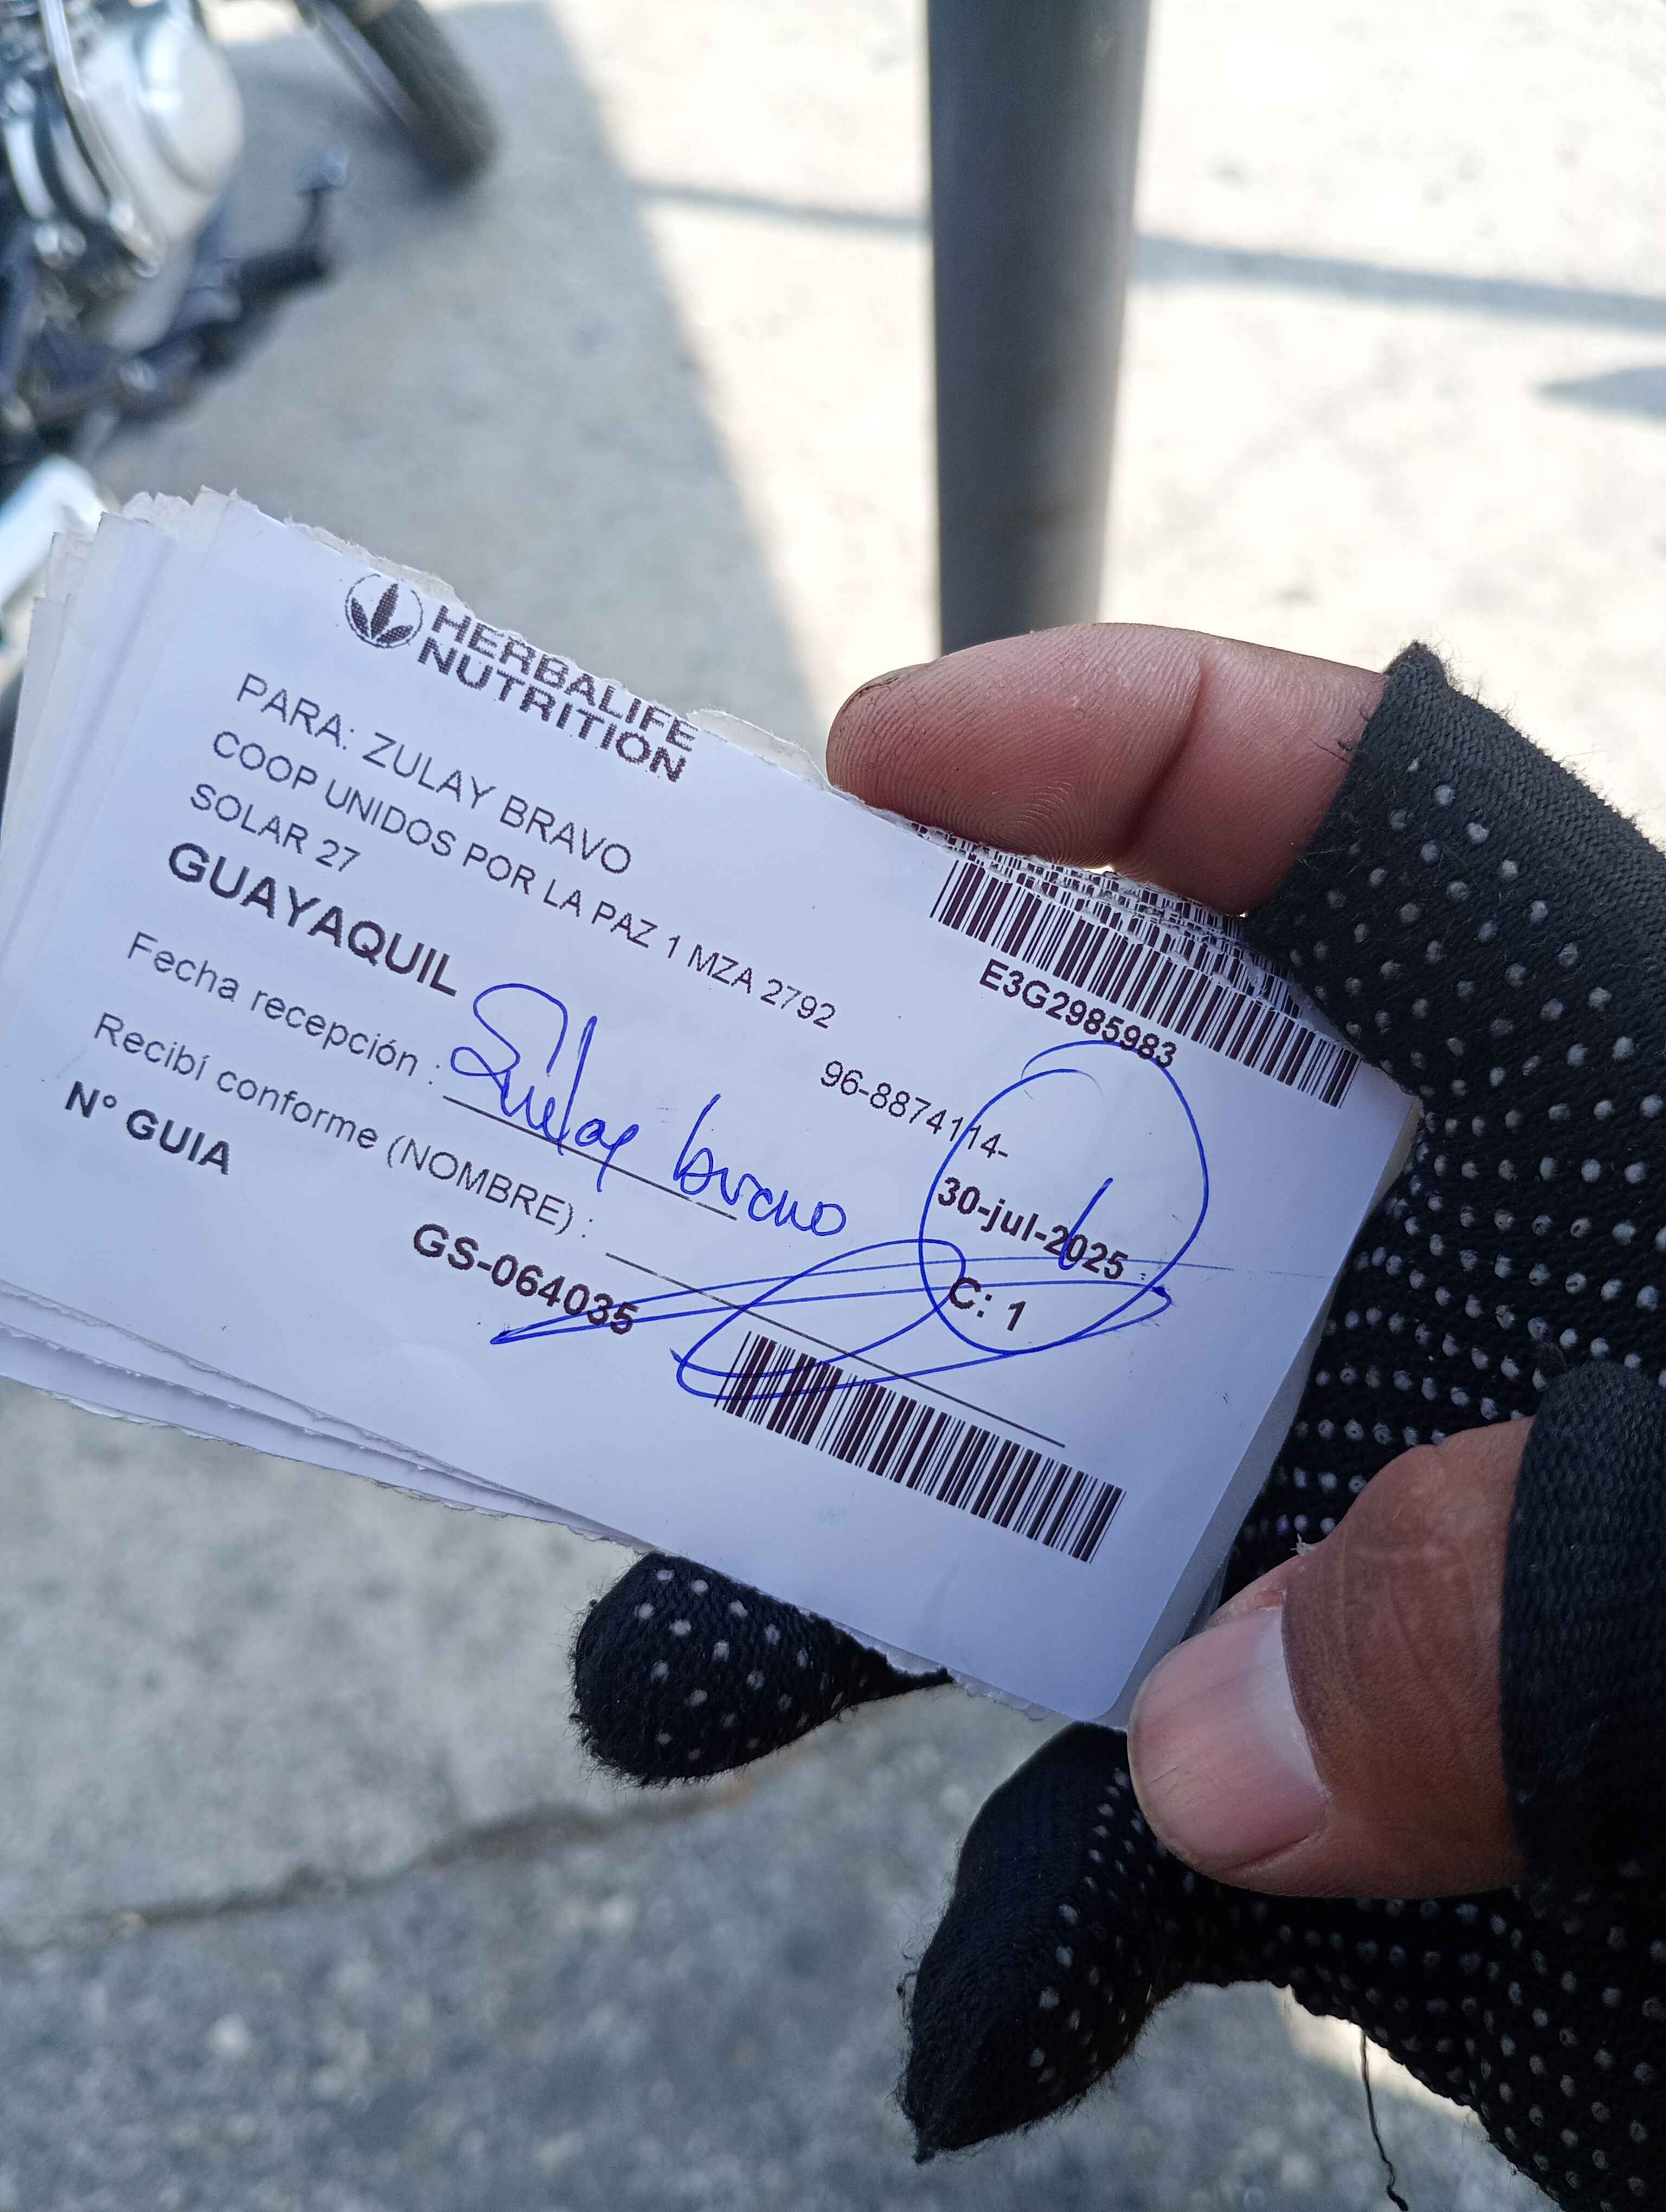 HERBALIFE
NUTRITION
PARA: ZULAY BRAVO
COOP UNIDOS POR LA PAZ 1 MZA 2792
SOLAR 27
GUAYAQUIL
E3G2985983
96-8874114-
Fecha recepción :
Zulay bravo
30-jul-2025
Recibí conforme (NOMBRE) :
C: 1
Nº GUIA
GS-064035